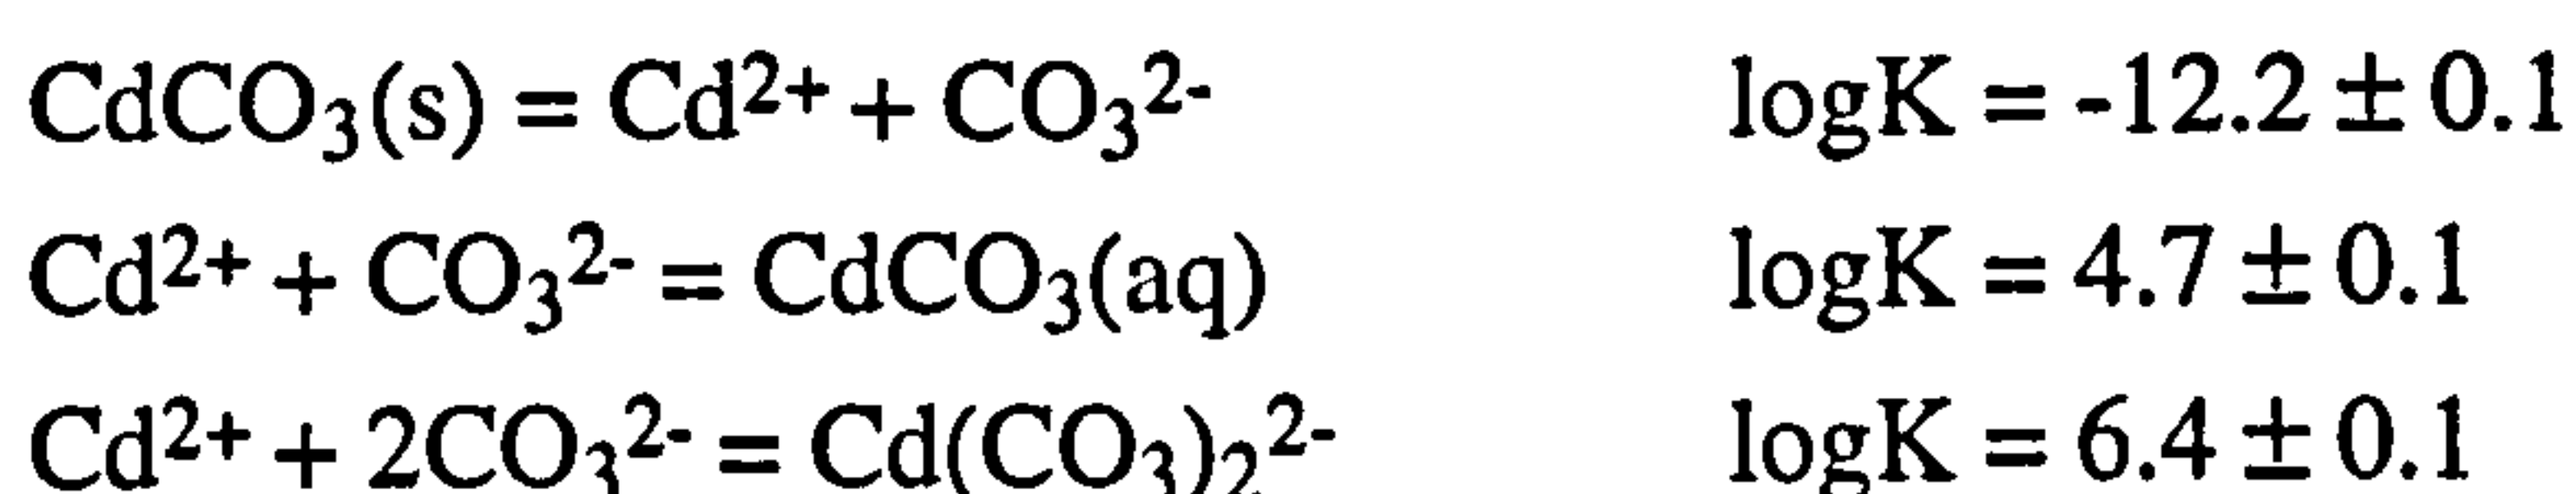 CdCO₃(s) = Cd²⁺ + CO₃²⁻ logK = -12.2 ± 0.1
Cd²⁺ + CO₃²⁻ = CdCO₃(aq) logK = 4.7 ± 0.1
Cd²⁺ + 2CO₃²⁻ = Cd(CO₃)₂²⁻ logK = 6.4 ± 0.1